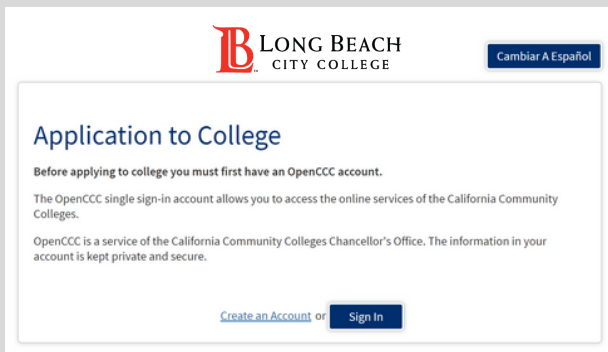 LONG BEACH
CITY COLLEGE
Cambiar A Español
Application to College
Before applying to college you must first have an OpenCCC account.
The OpenCCC single sign-in account allows you to access the online services of the California Community
Colleges.
OpenCCC is a service of the California Community Colleges Chancellor's Office. The information in your
account is kept private and secure.
Create an Account or Sign In